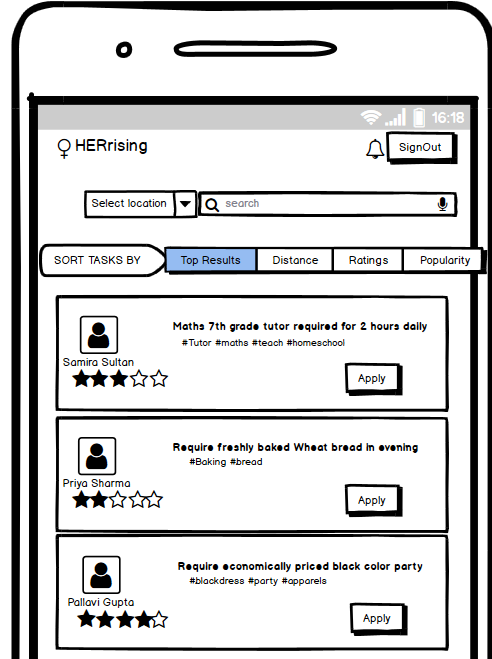 16:18
HERrising
SignOut
Select location
search
SORT TASKS BY
Top Results
Distance
Ratings
Popularity
Maths 7th grade tutor required for 2 hours daily
#Tutor #maths #teach #homeschool
Samira Sultan
Apply
Require freshly baked Wheat bread in evening
#Baking #bread
Priya Sharma
Apply
Require economically priced black color party
#blackdress #party #apparels
Pallavi Gupta
Apply